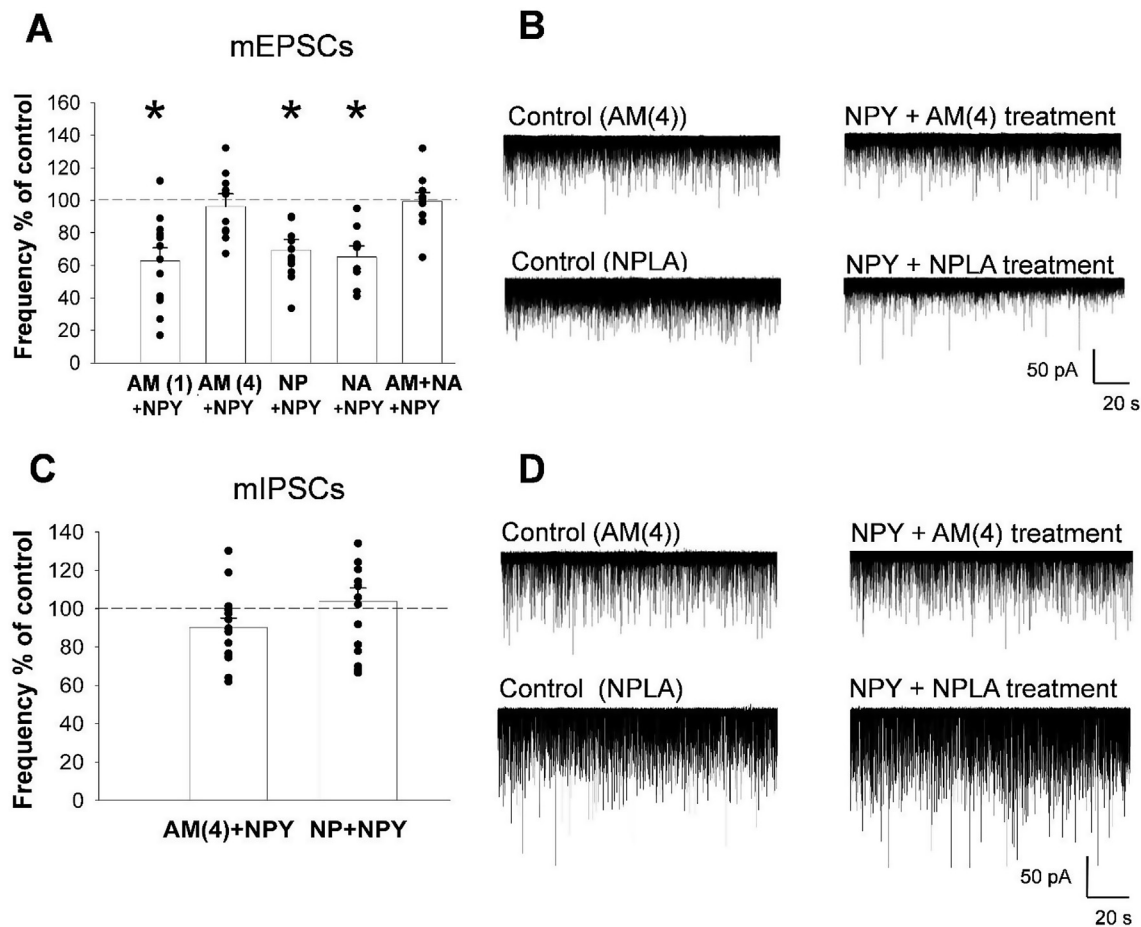 A
mEPSCs
Frequency % of control
160
140
120
100
80
60
40
20
0
* * *
AM (1) AM (4) NP NA AM+NA
+NPY +NPY +NPY +NPY +NPY
B
Control (AM(4)) NPY + AM(4) treatment
Control (NPLA) NPY + NPLA treatment
50 pA
20 s
C
mIPSCs
Frequency % of control
140
120
100
80
60
40
20
0
AM(4)+NPY NP+NPY
D
Control (AM(4)) NPY + AM(4) treatment
Control (NPLA) NPY + NPLA treatment
50 pA
20 s